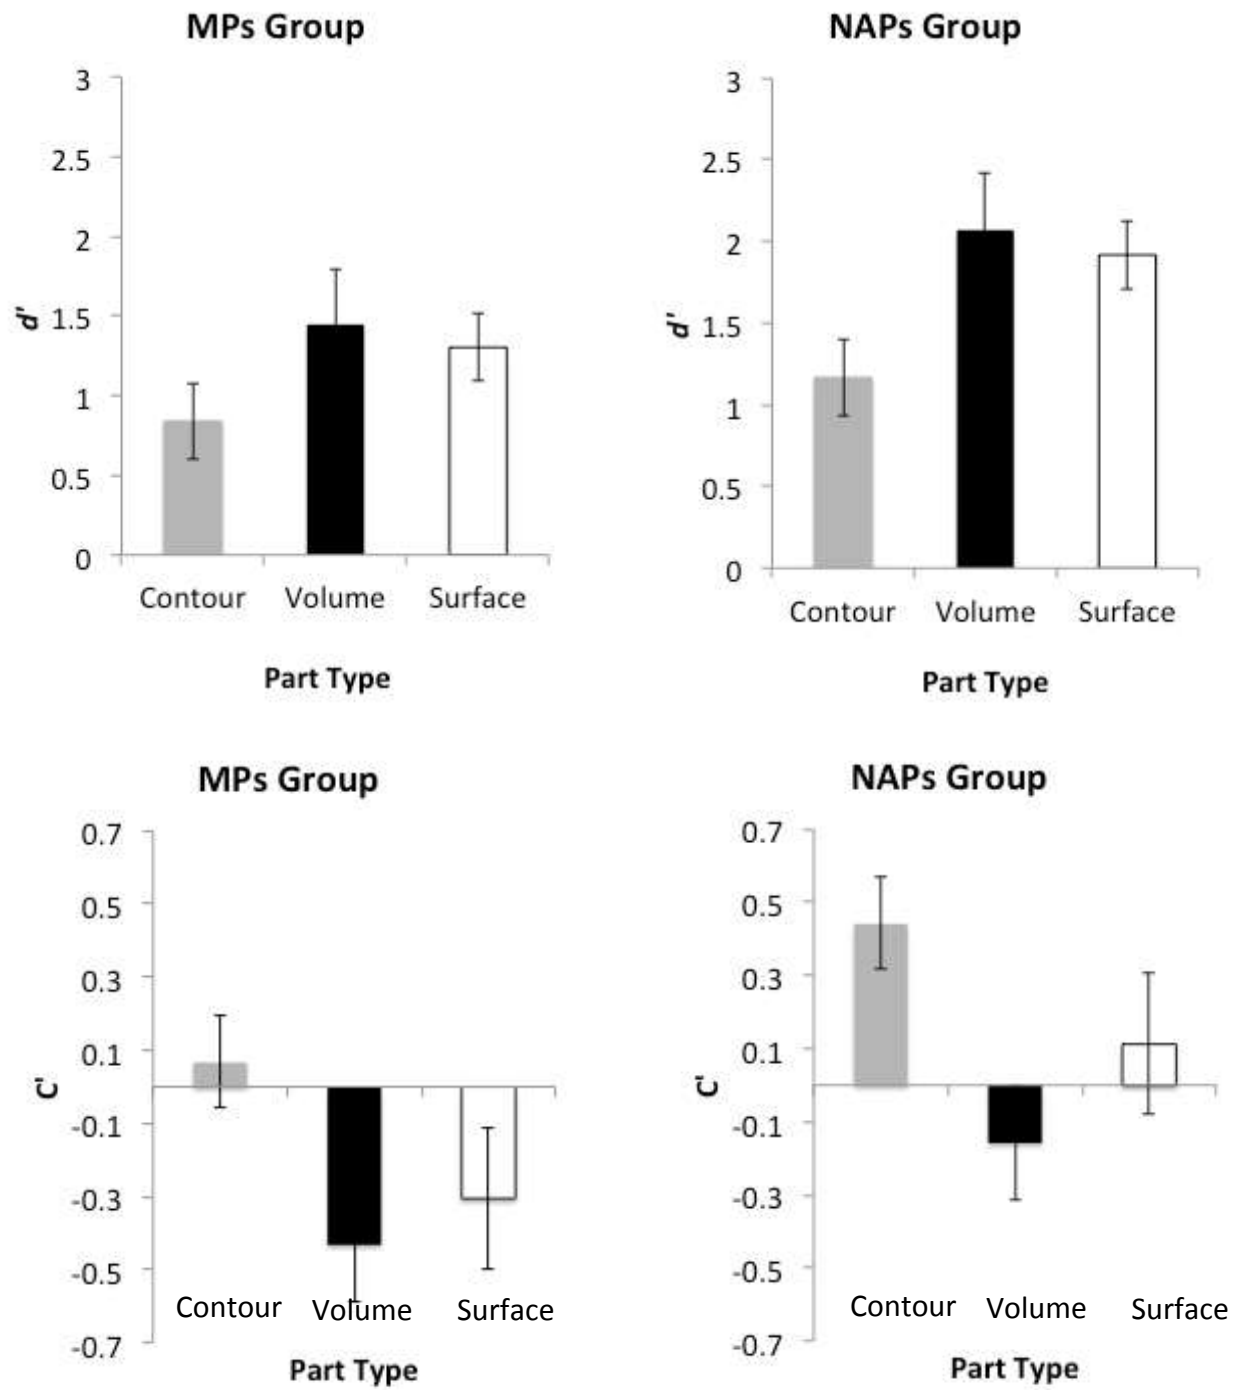 MPs Group
3
2.5
2
1.5
1
0.5
0
d'
Contour Volume Surface
Part Type
NAPs Group
3
2.5
2
1.5
1
0.5
0
d'
Contour Volume Surface
Part Type
MPs Group
0.7
0.5
0.3
0.1
-0.1
-0.3
-0.5
-0.7
C'
Contour Volume Surface
Part Type
NAPs Group
0.7
0.5
0.3
0.1
-0.1
-0.3
-0.5
-0.7
C'
Contour Volume Surface
Part Type